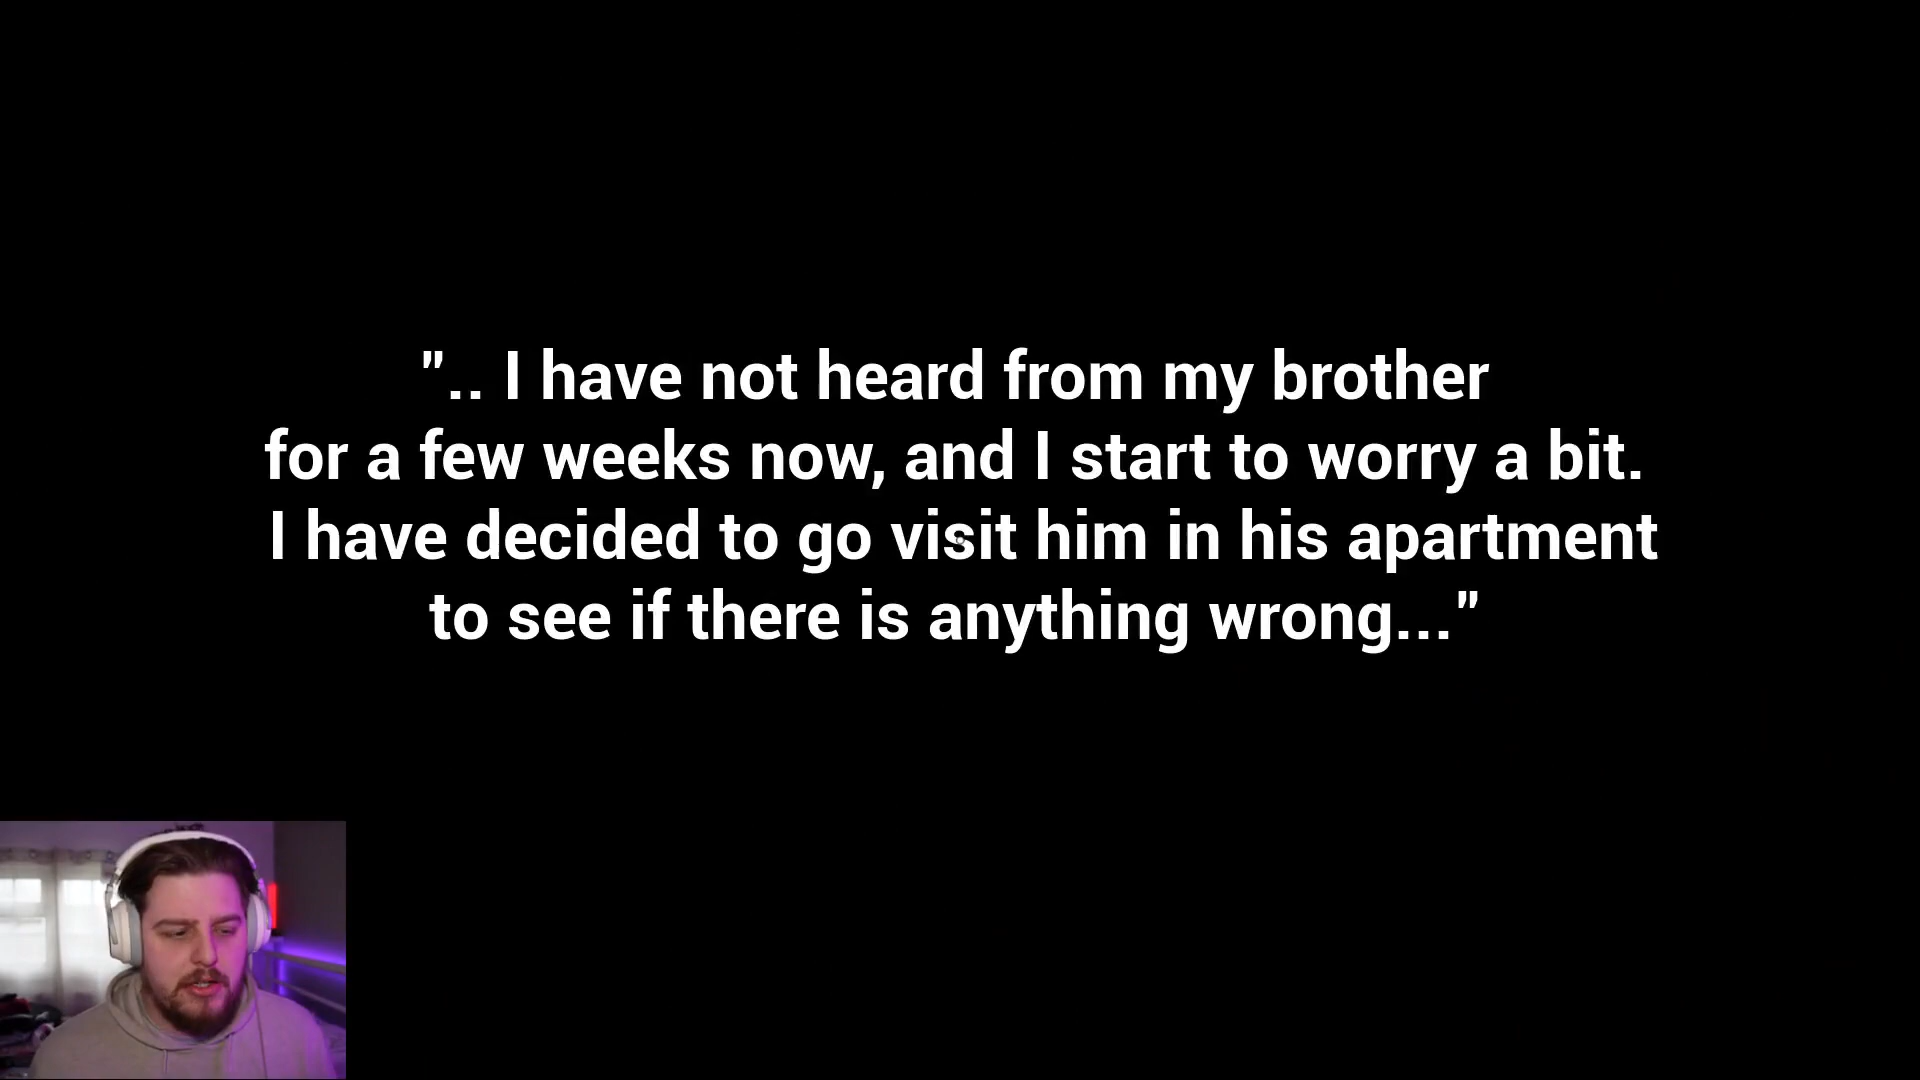 ".. I have not heard from my brother
for a few weeks now, and I start to worry a bit.
I have decided to go visit him in his apartment
to see if there is anything wrong..."